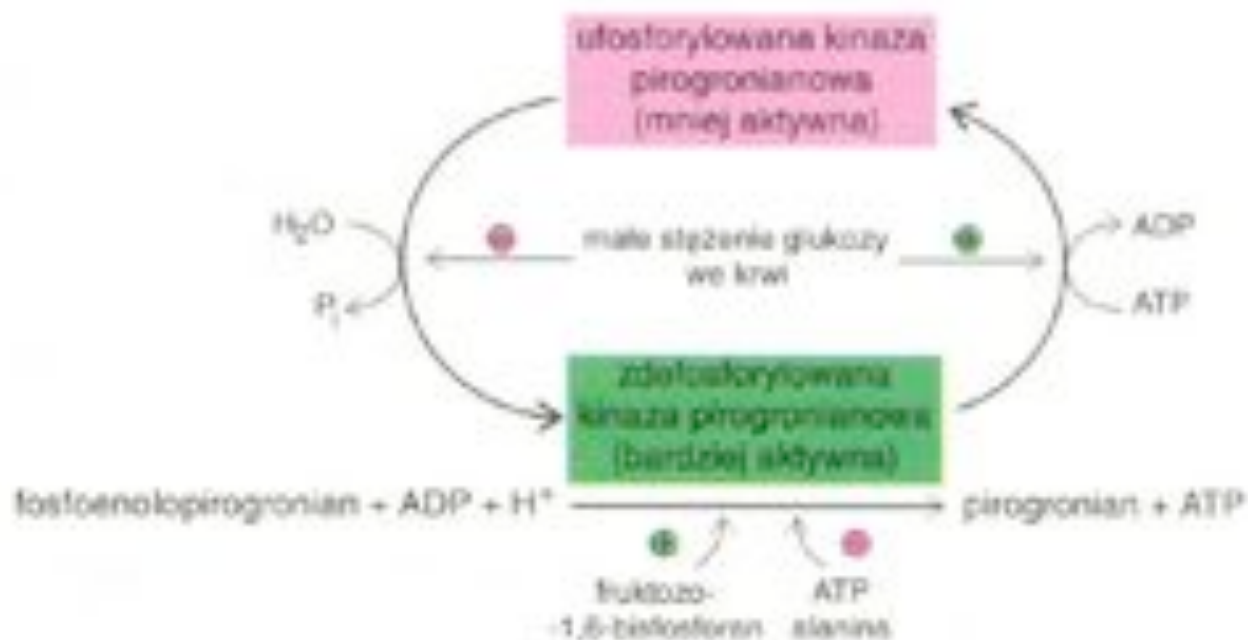 ufosforylowana kinaza
pirogronianowa
(mniej aktywna)
H₂O
małe stężenie glukozy
we krwi
ADP
Pᵢ
ATP
zdefosforylowana
kinaza pirogronianowa
(bardziej aktywna)
fosfoenolopirogronian + ADP + H⁺
pirogronian + ATP
fruktozo-
-1,6-bisfosforan
ATP
alanina